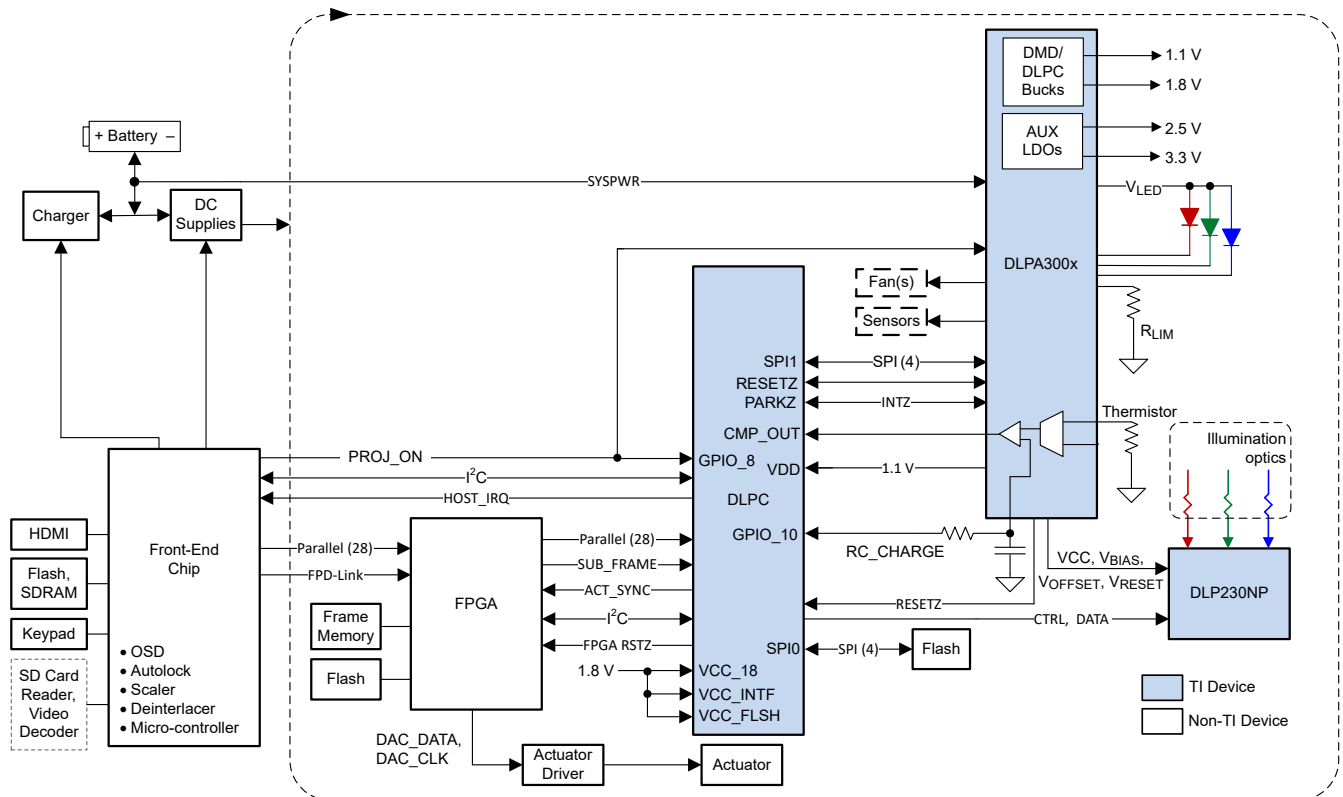 DMD/
DLPC
Bucks
1.1 V
1.8 V
AUX
LDOs
2.5 V
3.3 V
+ Battery –
SYSPWR
Charger
DC
Supplies
VLED
DLPA300x
Fan(s)
Sensors
RLIM
SPI1
SPI (4)
RESETZ
PARKZ
INTZ
CMP_OUT
Thermistor
Illumination
optics
PROJ_ON
GPIO_8
VDD
1.1 V
I2C
DLPC
HOST_IRQ
HDMI
Front-End
Chip
Flash,
SDRAM
Keypad
SD Card
Reader,
Video
Decoder
• OSD
• Autolock
• Scaler
• Deinterlacer
• Micro-controller
Parallel (28)
FPD-Link
FPGA
Frame
Memory
Flash
Parallel (28)
SUB_FRAME
ACT_SYNC
I2C
FPGA RSTZ
GPIO_10
RC_CHARGE
VCC, VBIAS,
VOFFSET, VRESET
DLP230NP
RESETZ
CTRL, DATA
SPI0
SPI (4)
Flash
1.8 V
VCC_18
VCC_INTF
VCC_FLSH
TI Device
Non-TI Device
DAC_DATA,
DAC_CLK
Actuator
Driver
Actuator